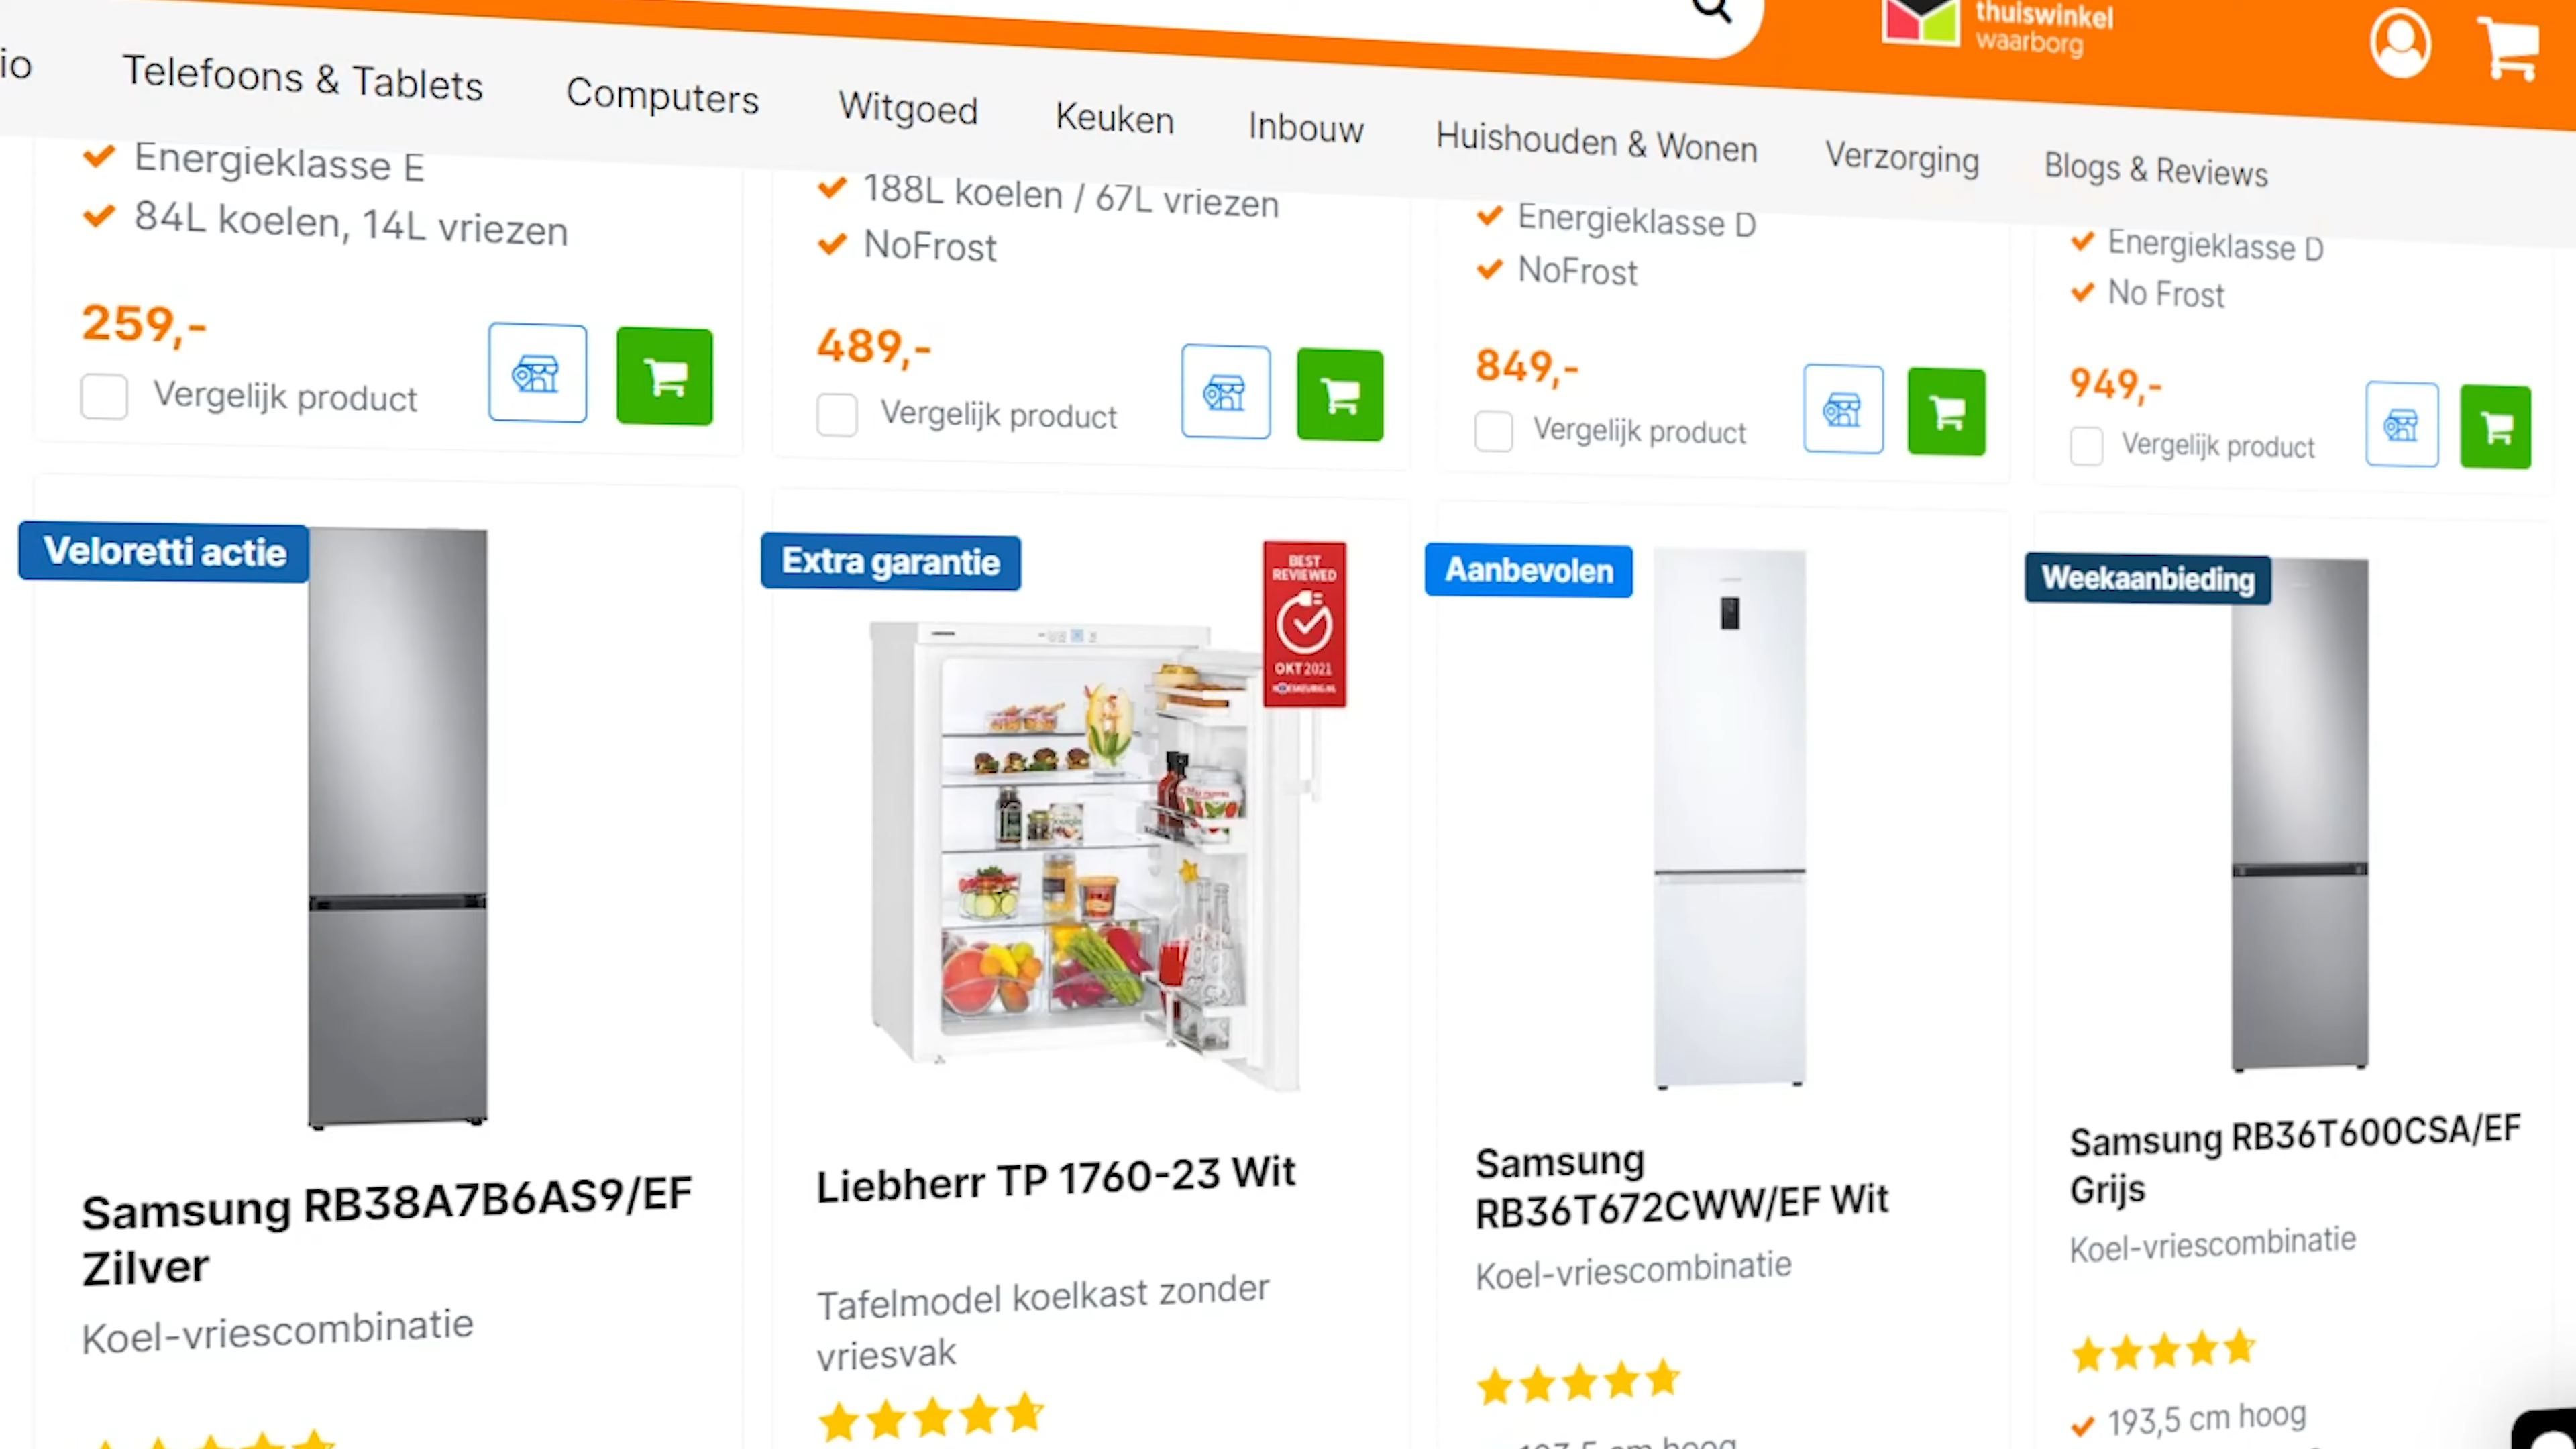 thuiswinkel
waarborg
io Telefoons & Tablets Computers Witgoed Keuken Inbouw Huishouden & Wonen Verzorging Blogs & Reviews
Energieklasse E
84L koelen, 14L vriezen
259,-
Vergelijk product
188L koelen / 67L vriezen
NoFrost
489,-
Vergelijk product
Energieklasse D
NoFrost
849,-
Vergelijk product
Energieklasse D
No Frost
949,-
Vergelijk product
Veloretti actie
Samsung RB38A7B6AS9/EF
Zilver
Koel-vriescombinatie
Extra garantie
BEST
REVIEWED
OKT 2021
Liebherr TP 1760-23 Wit
Tafelmodel koelkast zonder
vriesvak
Aanbevolen
Samsung
RB36T672CWW/EF Wit
Koel-vriescombinatie
Weekaanbieding
Samsung RB36T600CSA/EF
Grijs
Koel-vriescombinatie
193,5 cm hoog